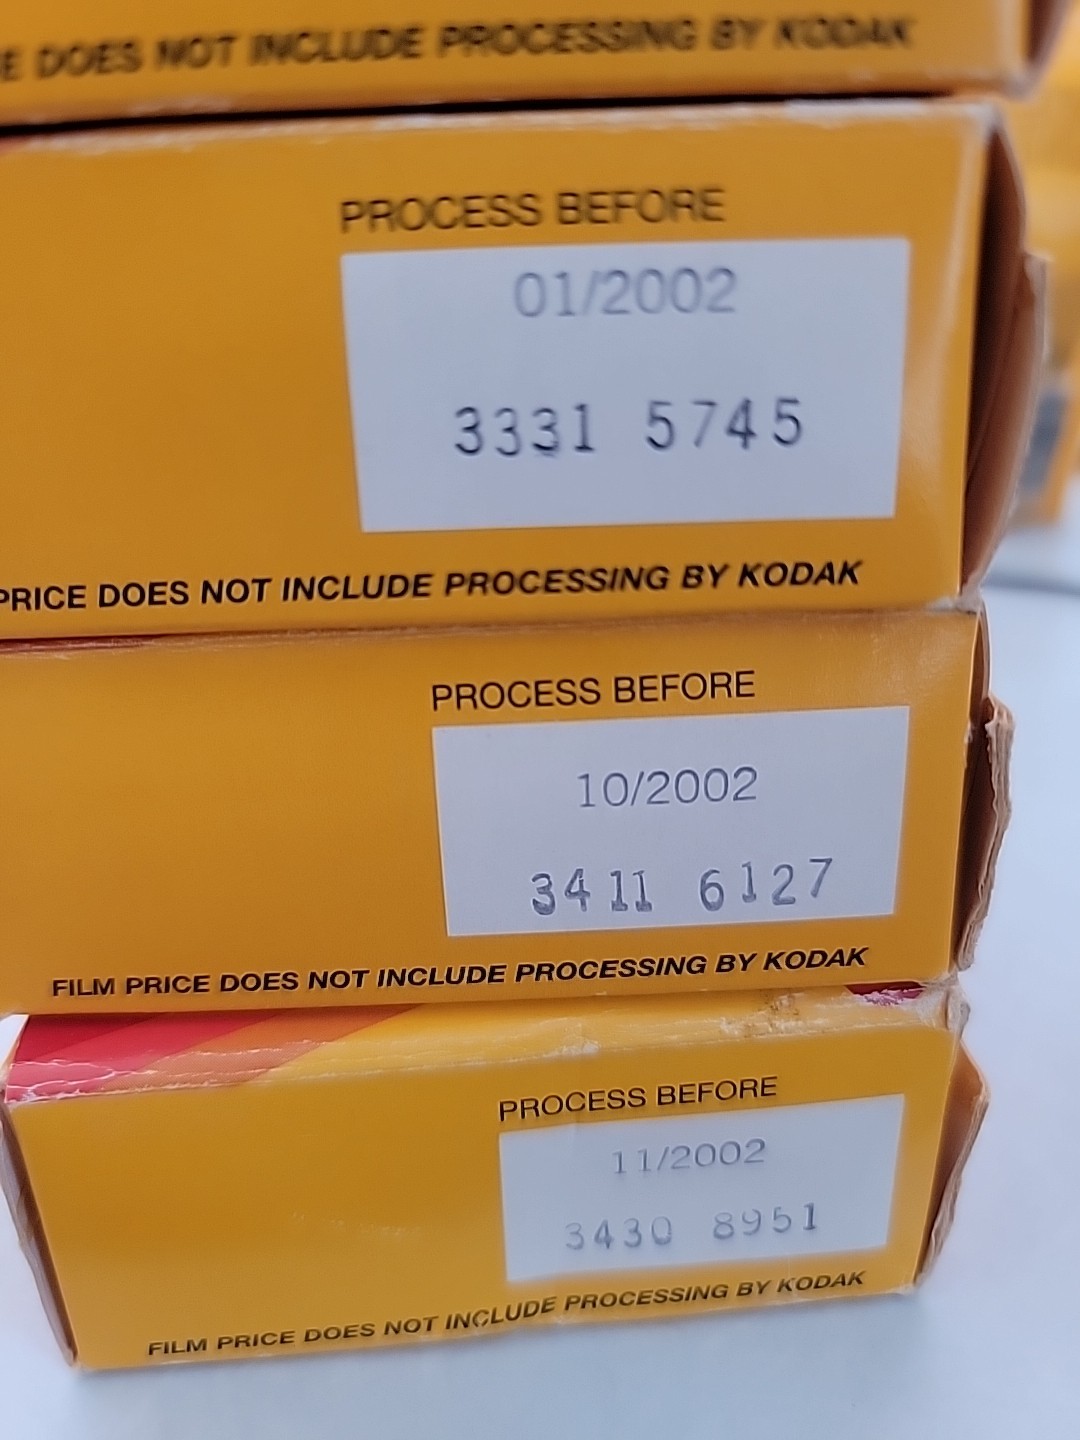 DOES NOT INCLUDE PROCESSING BY KODAK
PROCESS BEFORE
01/2002
3331 5745
PRICE DOES NOT INCLUDE PROCESSING BY KODAK
PROCESS BEFORE
10/2002
3411 6127
FILM PRICE DOES NOT INCLUDE PROCESSING BY KODAK
PROCESS BEFORE
11/2002
3430 8951
FILM PRICE DOES NOT INCLUDE PROCESSING BY KODAK